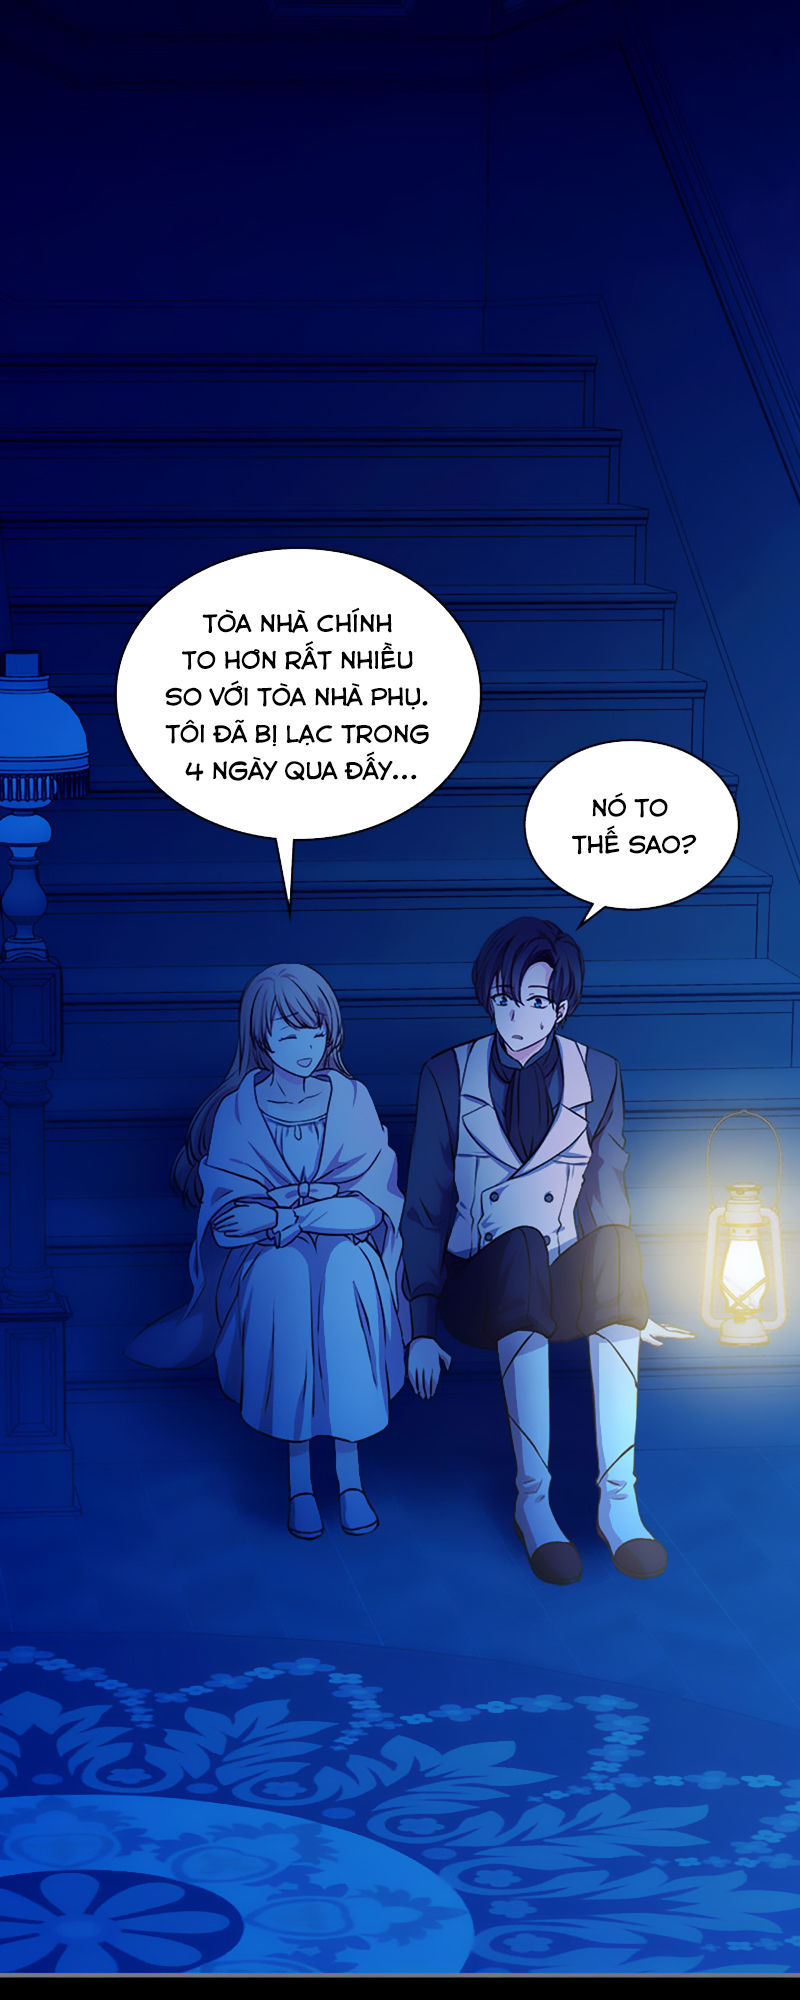 TÒA NHÀ CHÍNH
TO HƠN RẤT NHIỀU
SO VỚI TÒA NHÀ PHỤ.
TÔI ĐÃ BỊ LẠC TRONG
4 NGÀY QUA ĐẤY...
NÓ TO
THẾ SAO?